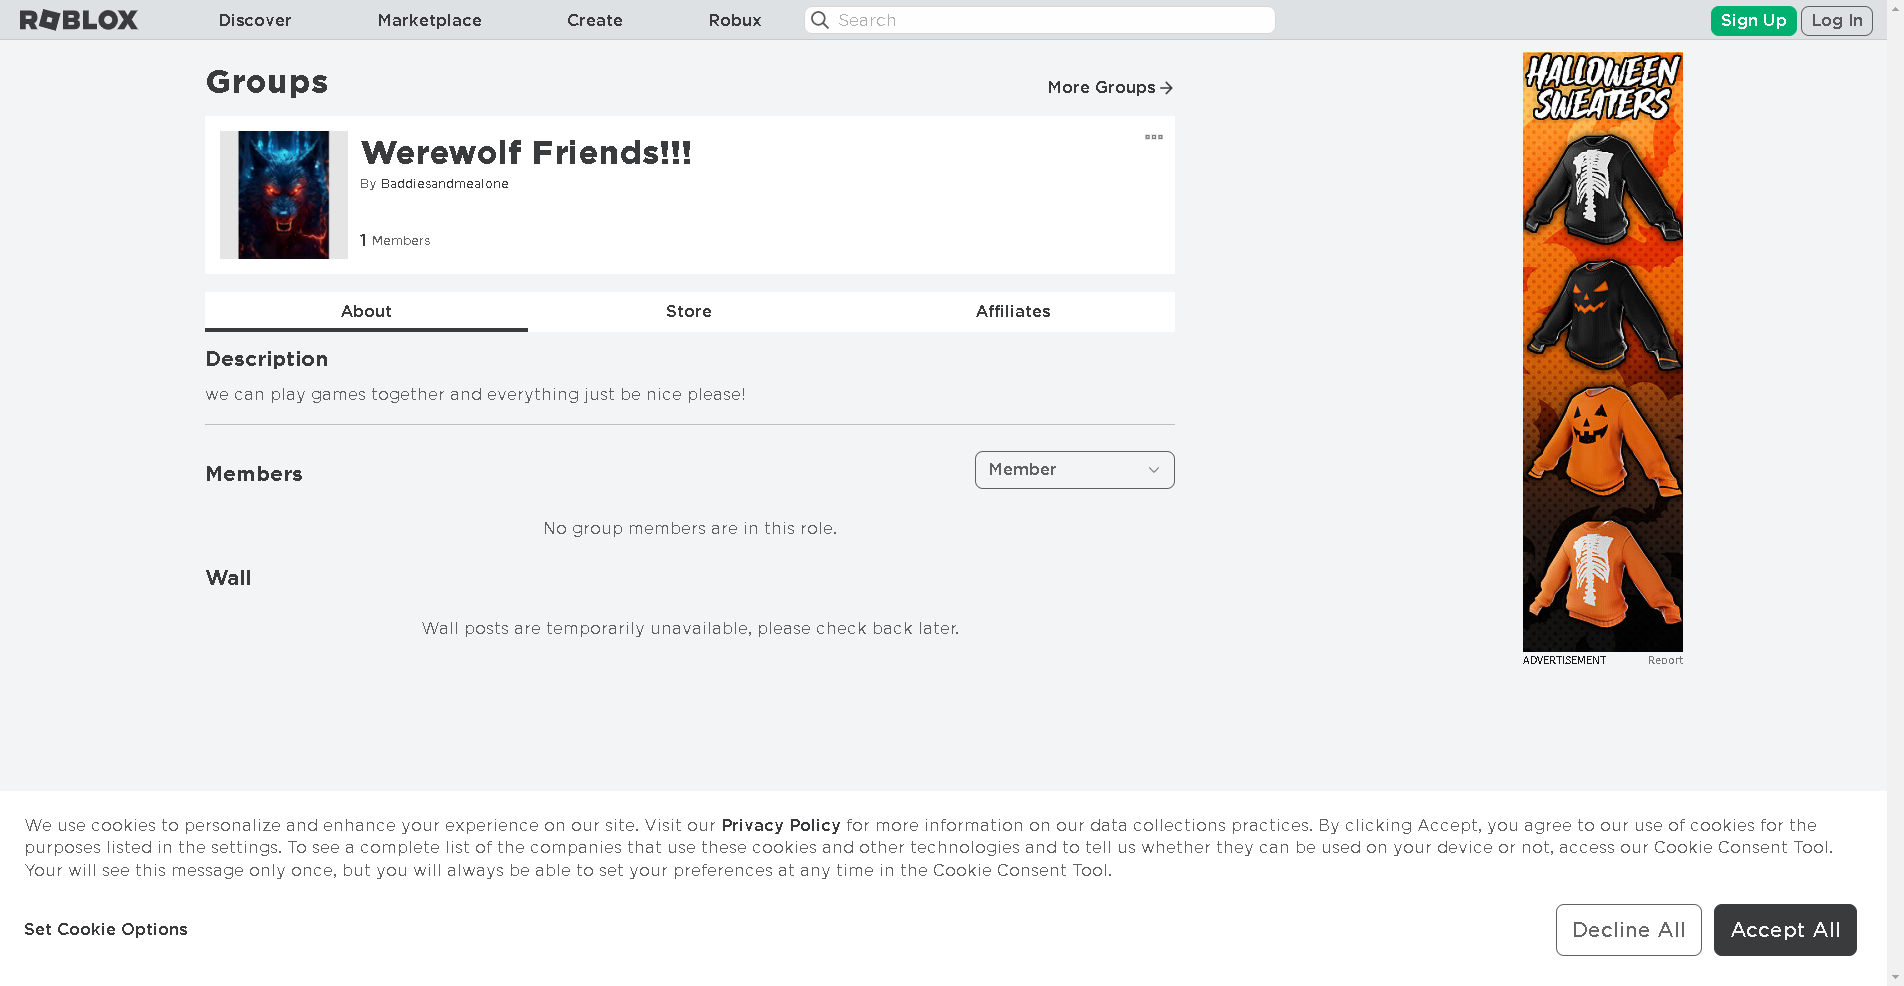 ROBLOX
Discover
Marketplace
Create
Robux
Search
Sign Up
Log In
Groups
More Groups
Werewolf Friends!!!
By Baddiesandmealone
1 Members
About
Store
Affiliates
Description
we can play games together and everything just be nice please!
Members
Member
No group members are in this role.
Wall
Wall posts are temporarily unavailable, please check back later.
HALLOWEEN
SWEATERS
ADVERTISEMENT
Report
We use cookies to personalize and enhance your experience on our site. Visit our Privacy Policy for more information on our data collections practices. By clicking Accept, you agree to our use of cookies for the
purposes listed in the settings. To see a complete list of the companies that use these cookies and other technologies and to tell us whether they can be used on your device or not, access our Cookie Consent Tool.
Your will see this message only once, but you will always be able to set your preferences at any time in the Cookie Consent Tool.
Set Cookie Options
Decline All
Accept All